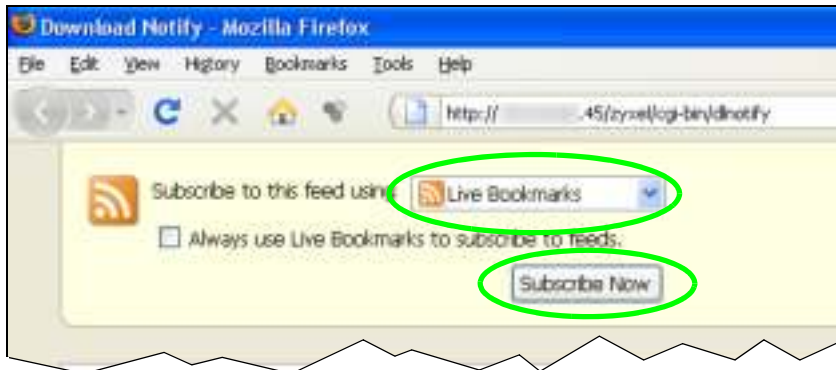 Download Notify - Mozilla Firefox
File Edit View History Bookmarks Tools Help
http:// .45/zyxel/cgi-bin/dlnotify
Subscribe to this feed using Live Bookmarks
Always use Live Bookmarks to subscribe to feeds.
Subscribe Now